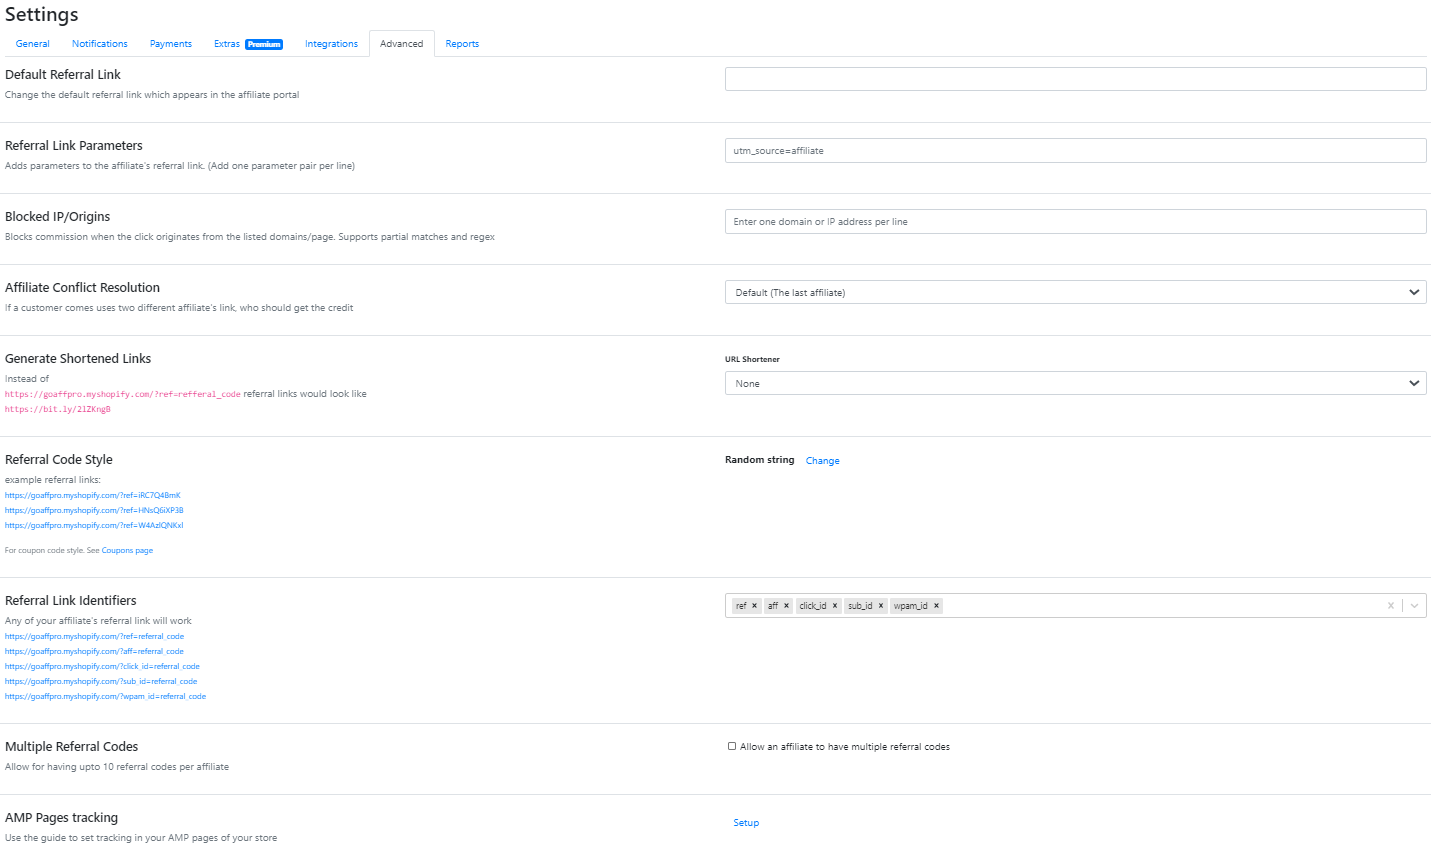 Settings
General Notifications Payments Extras Premium Integrations Advanced Reports
Default Referral Link
Change the default referral link which appears in the affiliate portal
Referral Link Parameters
Adds parameters to the affiliate's referral link. (Add one parameter pair per line)
utm_source=affiliate
Blocked IP/Origins
Blocks commission when the click originates from the listed domains/page. Supports partial matches and regex
Enter one domain or IP address per line
Affiliate Conflict Resolution
If a customer comes uses two different affiliate's link, who should get the credit
Default (The last affiliate)
Generate Shortened Links
Instead of
https://goaffpro.myshopify.com/?ref=refferal_code referral links would look like
https://bit.ly/2lZKngB
URL Shortener
None
Referral Code Style
example referral links:
https://goaffpro.myshopify.com/?ref=iRC7Q4BmK
https://goaffpro.myshopify.com/?ref=HNsQ6iXP3B
https://goaffpro.myshopify.com/?ref=W4AzlQNKxl
For coupon code style. See Coupons page
Random string Change
Referral Link Identifiers
Any of your affiliate's referral link will work
https://goaffpro.myshopify.com/?ref=referral_code
https://goaffpro.myshopify.com/?aff=referral_code
https://goaffpro.myshopify.com/?click_id=referral_code
https://goaffpro.myshopify.com/?sub_id=referral_code
https://goaffpro.myshopify.com/?wpam_id=referral_code
ref × aff × click_id × sub_id × wpam_id ×
Multiple Referral Codes
Allow for having upto 10 referral codes per affiliate
Allow an affiliate to have multiple referral codes
AMP Pages tracking
Use the guide to set tracking in your AMP pages of your store
Setup